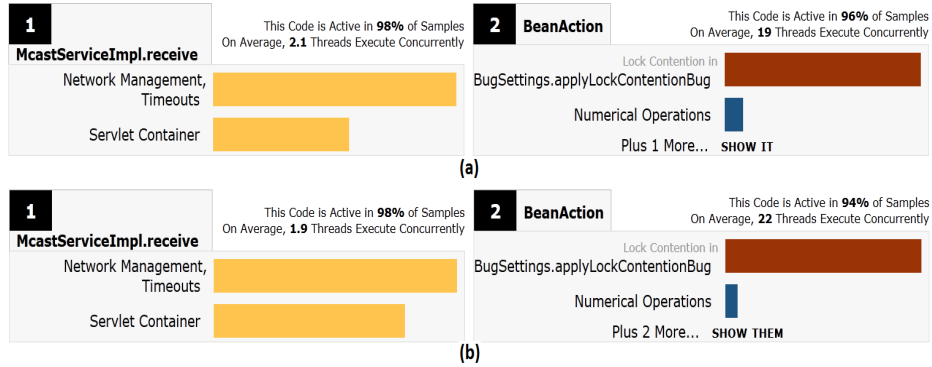 1
McastServiceImpl.receive
This Code is Active in 98% of Samples
On Average, 2.1 Threads Execute Concurrently
Network Management,
Timeouts
Servlet Container
2
BeanAction
This Code is Active in 96% of Samples
On Average, 19 Threads Execute Concurrently
Lock Contention in
BugSettings.applyLockContentionBug
Numerical Operations
Plus 1 More... SHOW IT
(a)
1
McastServiceImpl.receive
This Code is Active in 98% of Samples
On Average, 1.9 Threads Execute Concurrently
Network Management,
Timeouts
Servlet Container
2
BeanAction
This Code is Active in 94% of Samples
On Average, 22 Threads Execute Concurrently
Lock Contention in
BugSettings.applyLockContentionBug
Numerical Operations
Plus 2 More... SHOW THEM
(b)